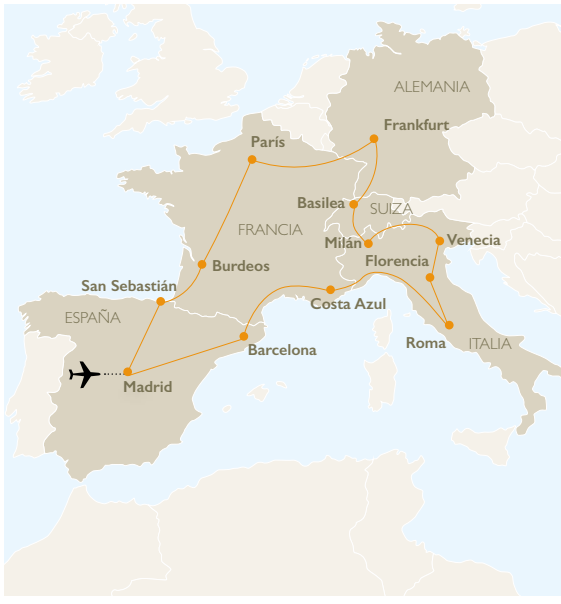 ALEMANIA
Frankfurt
París
Basilea
SUIZA
FRANCIA
Milán
Venecia
Florencia
Burdeos
San Sebastián
Costa Azul
ESPAÑA
Roma
ITALIA
Barcelona
Madrid